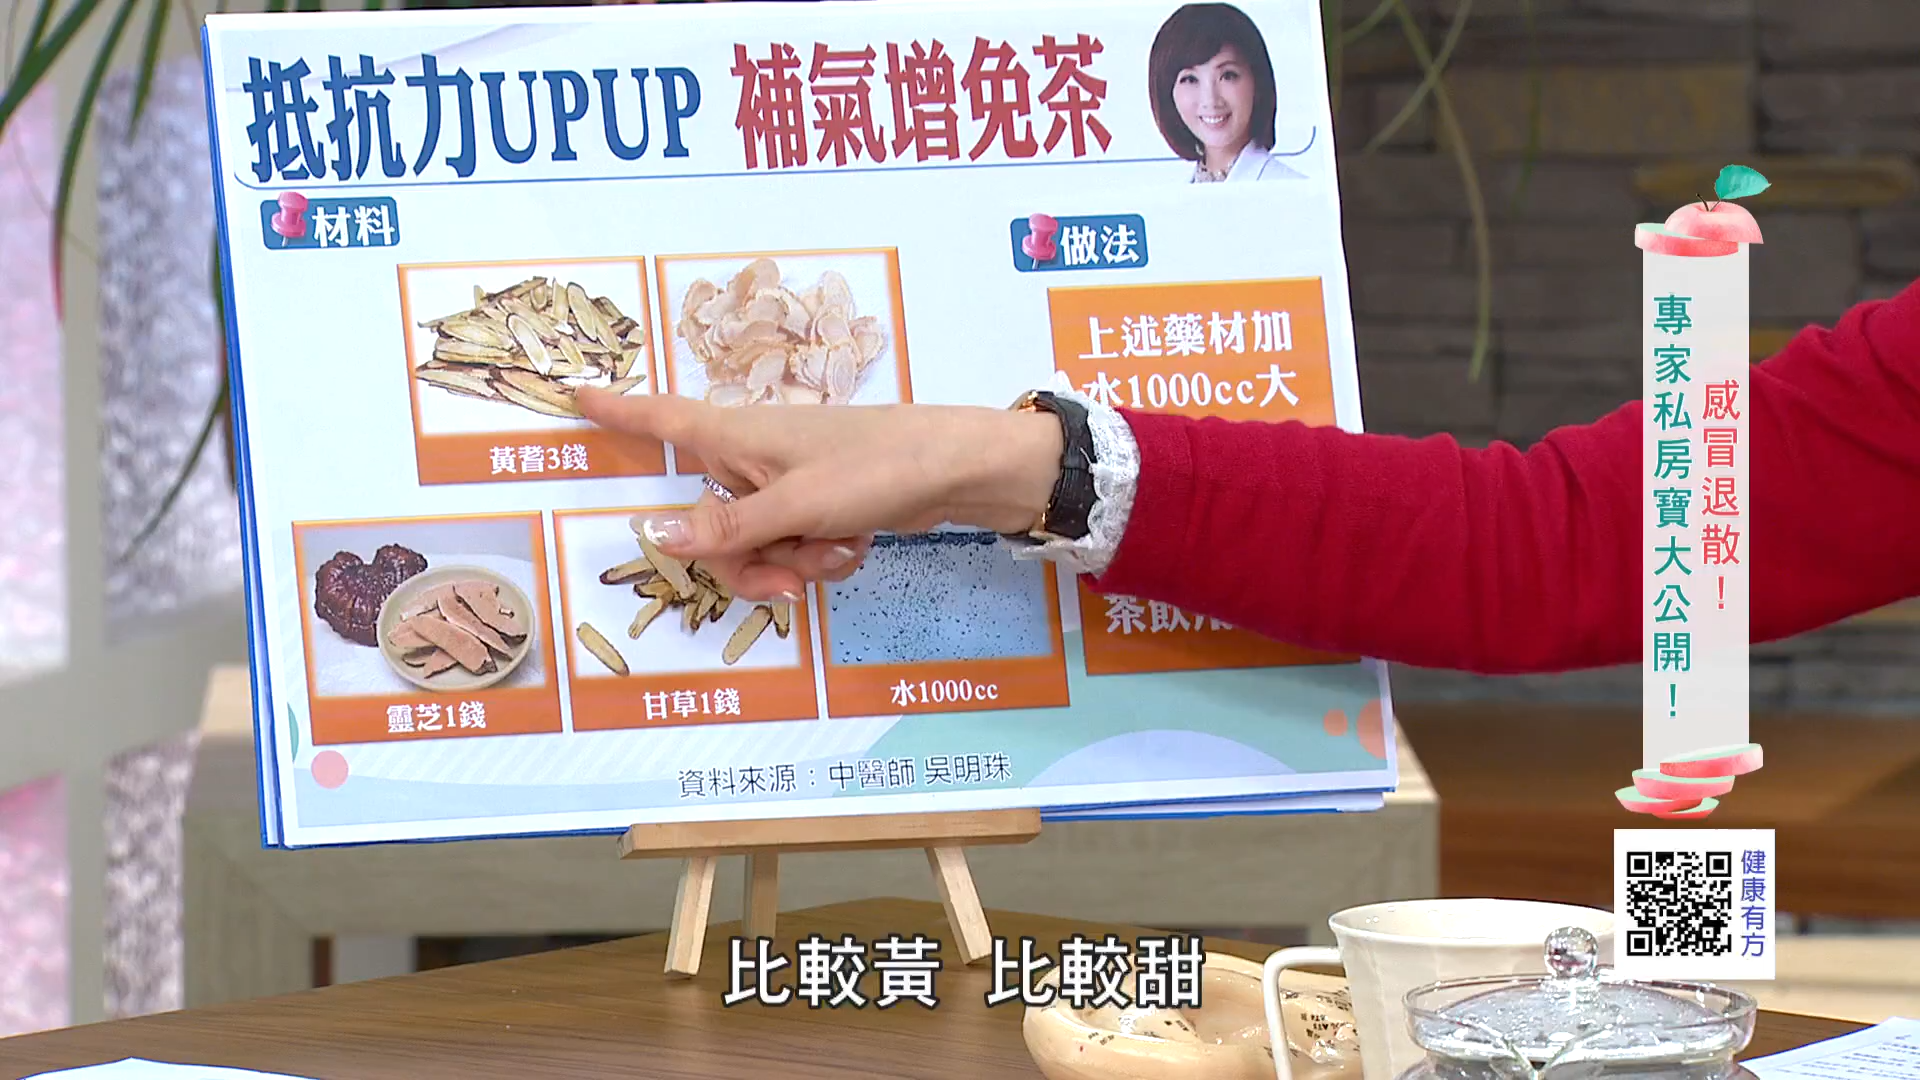 抵抗力UPUP 補氣增免茶
材料
做法
上述藥材加
水1000cc大
茶飲
黃耆3錢
靈芝1錢
甘草1錢
水1000cc
資料來源：中醫師 吳明珠
感冒退散！
專家私房寶大公開！
健康有方
比較黃 比較甜